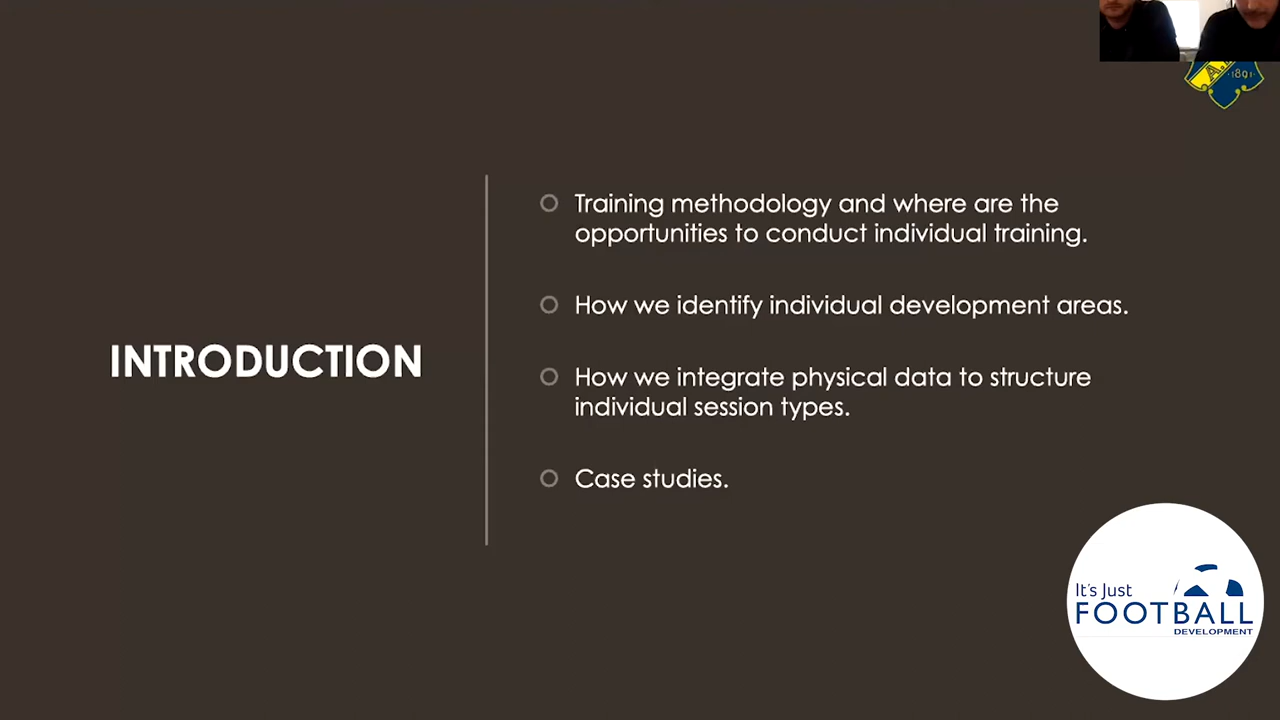 ·1891·
Training methodology and where are the
opportunities to conduct individual training.
How we identify individual development areas.
INTRODUCTION
How we integrate physical data to structure
individual session types.
Case studies.
It's Just
FOOTBALL
DEVELOPMENT